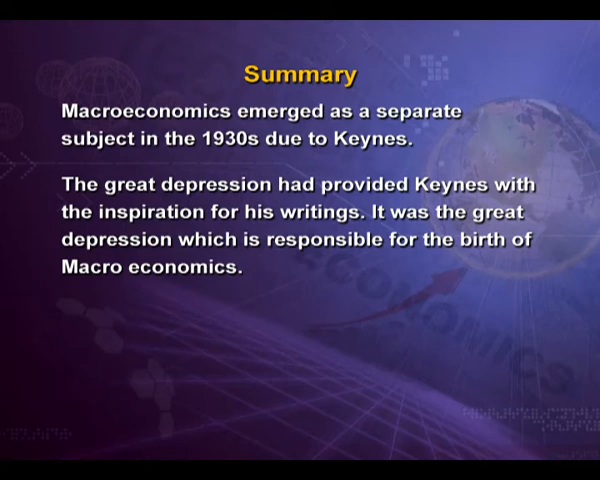 Summary
Macroeconomics emerged as a separate
subject in the 1930s due to Keynes.
The great depression had provided Keynes with
the inspiration for his writings. It was the great
depression which is responsible for the birth of
Macro economics.
ECONOMICS